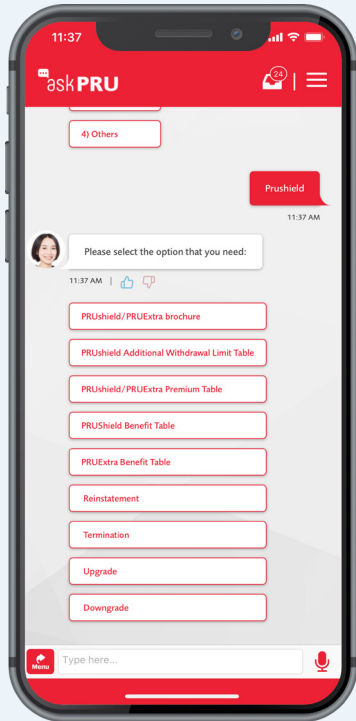 11:37
24
ask PRU
4) Others
Prushield
11:37 AM
Please select the option that you need:
11:37 AM |
PRUshield/PRUExtra brochure
PRUshield Additional Withdrawal Limit Table
PRUshield/PRUExtra Premium Table
PRUShield Benefit Table
PRUExtra Benefit Table
Reinstatement
Termination
Upgrade
Downgrade
Menu
Type here...